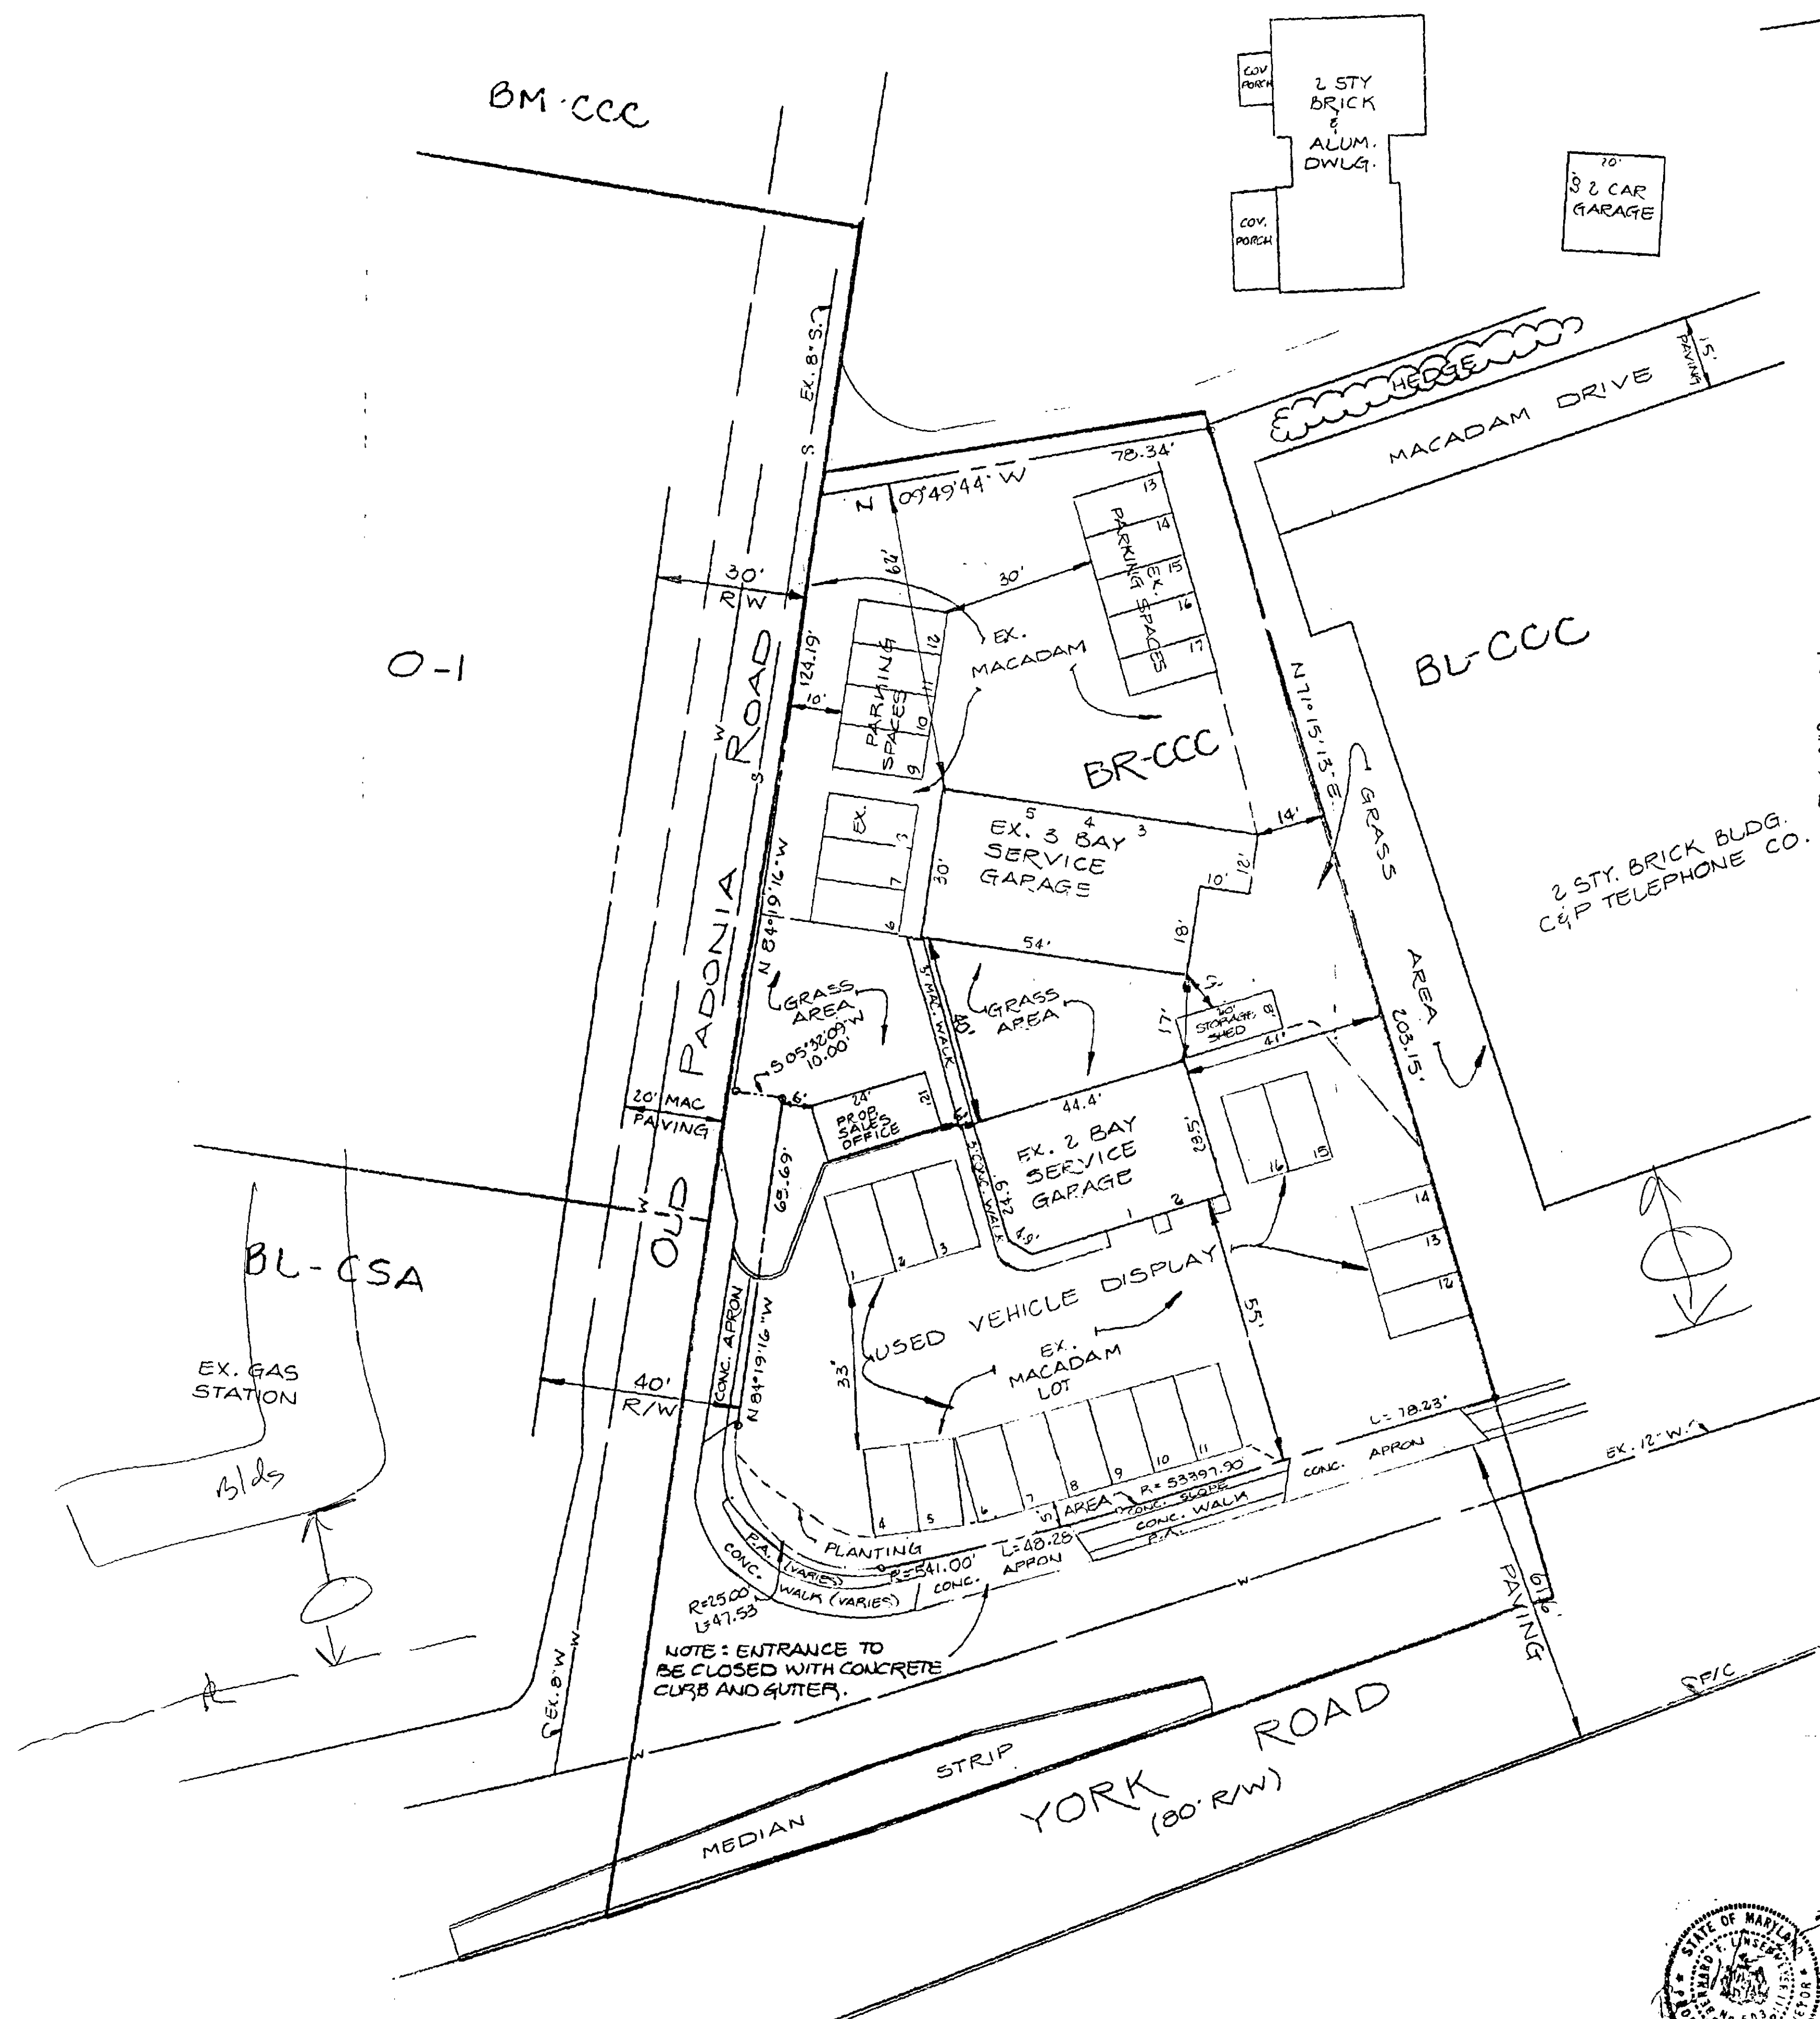 BM-CCC
COV
PORCH
2 STY
BRICK
&
ALUM.
DWLG.
COV.
PORCH
20'
2 CAR
GARAGE
HEDGE
15'
PAVING
MACADAM DRIVE
EX. 8" S.
S
78.34'
N 09°49'44" W
13
14
15
16
17
EX.
PARKING SPACES
62'
30'
30'
R/W
O-1
124.19'
10'
EX.
MACADAM
12
11
10
9
PARKING
SPACES
BR-CCC
BL-CCC
N 71°15'13" E.
GRASS AREA
203.15'
2 STY. BRICK BLDG.
C&P TELEPHONE CO.
EX.
7
6
30'
5 4 3
EX. 3 BAY
SERVICE
GARAGE
14'
12'
10'
18'
54'
OLD PADONIA ROAD
W
S
N 84°19'16" W
GRASS
AREA
S 05°32'09" W
10.00'
3' MAC. WALK
40'
GRASS
AREA
17'
STORAGE
SHED
8'
41'
20' MAC
PAVING
6'
24'
12'
PROP.
SALES
OFFICE
44.4'
EX. 2 BAY
SERVICE
GARAGE
28.5'
1 2
3' CONC. WALK
24.9'
16
15
65.69'
1
2
3
14
13
12
BL-CSA
EX. GAS
STATION
Bldg
W
CONC. APRON
N 84°19'16" W
40'
R/W
USED VEHICLE DISPLAY
33'
55'
EX.
MACADAM
LOT
4
5
6
7
8
9
10
11
L=78.23'
CONC. APRON
EX. 12" W.
5'
AREA
R=53397.90'
CONC. SLOPE
CONC. WALK
P.A.
PLANTING
R=541.00'
L=48.28'
CONC. APRON
P.A. (VARIES)
CONC. WALK (VARIES)
R=25.00'
L=47.53'
W
NOTE: ENTRANCE TO
BE CLOSED WITH CONCRETE
CURB AND GUTTER.
EX. 8" W
W
W
PAVING
F/C
MEDIAN STRIP
YORK ROAD
(80' R/W)
STATE OF MARYLAND
BERNARD F.